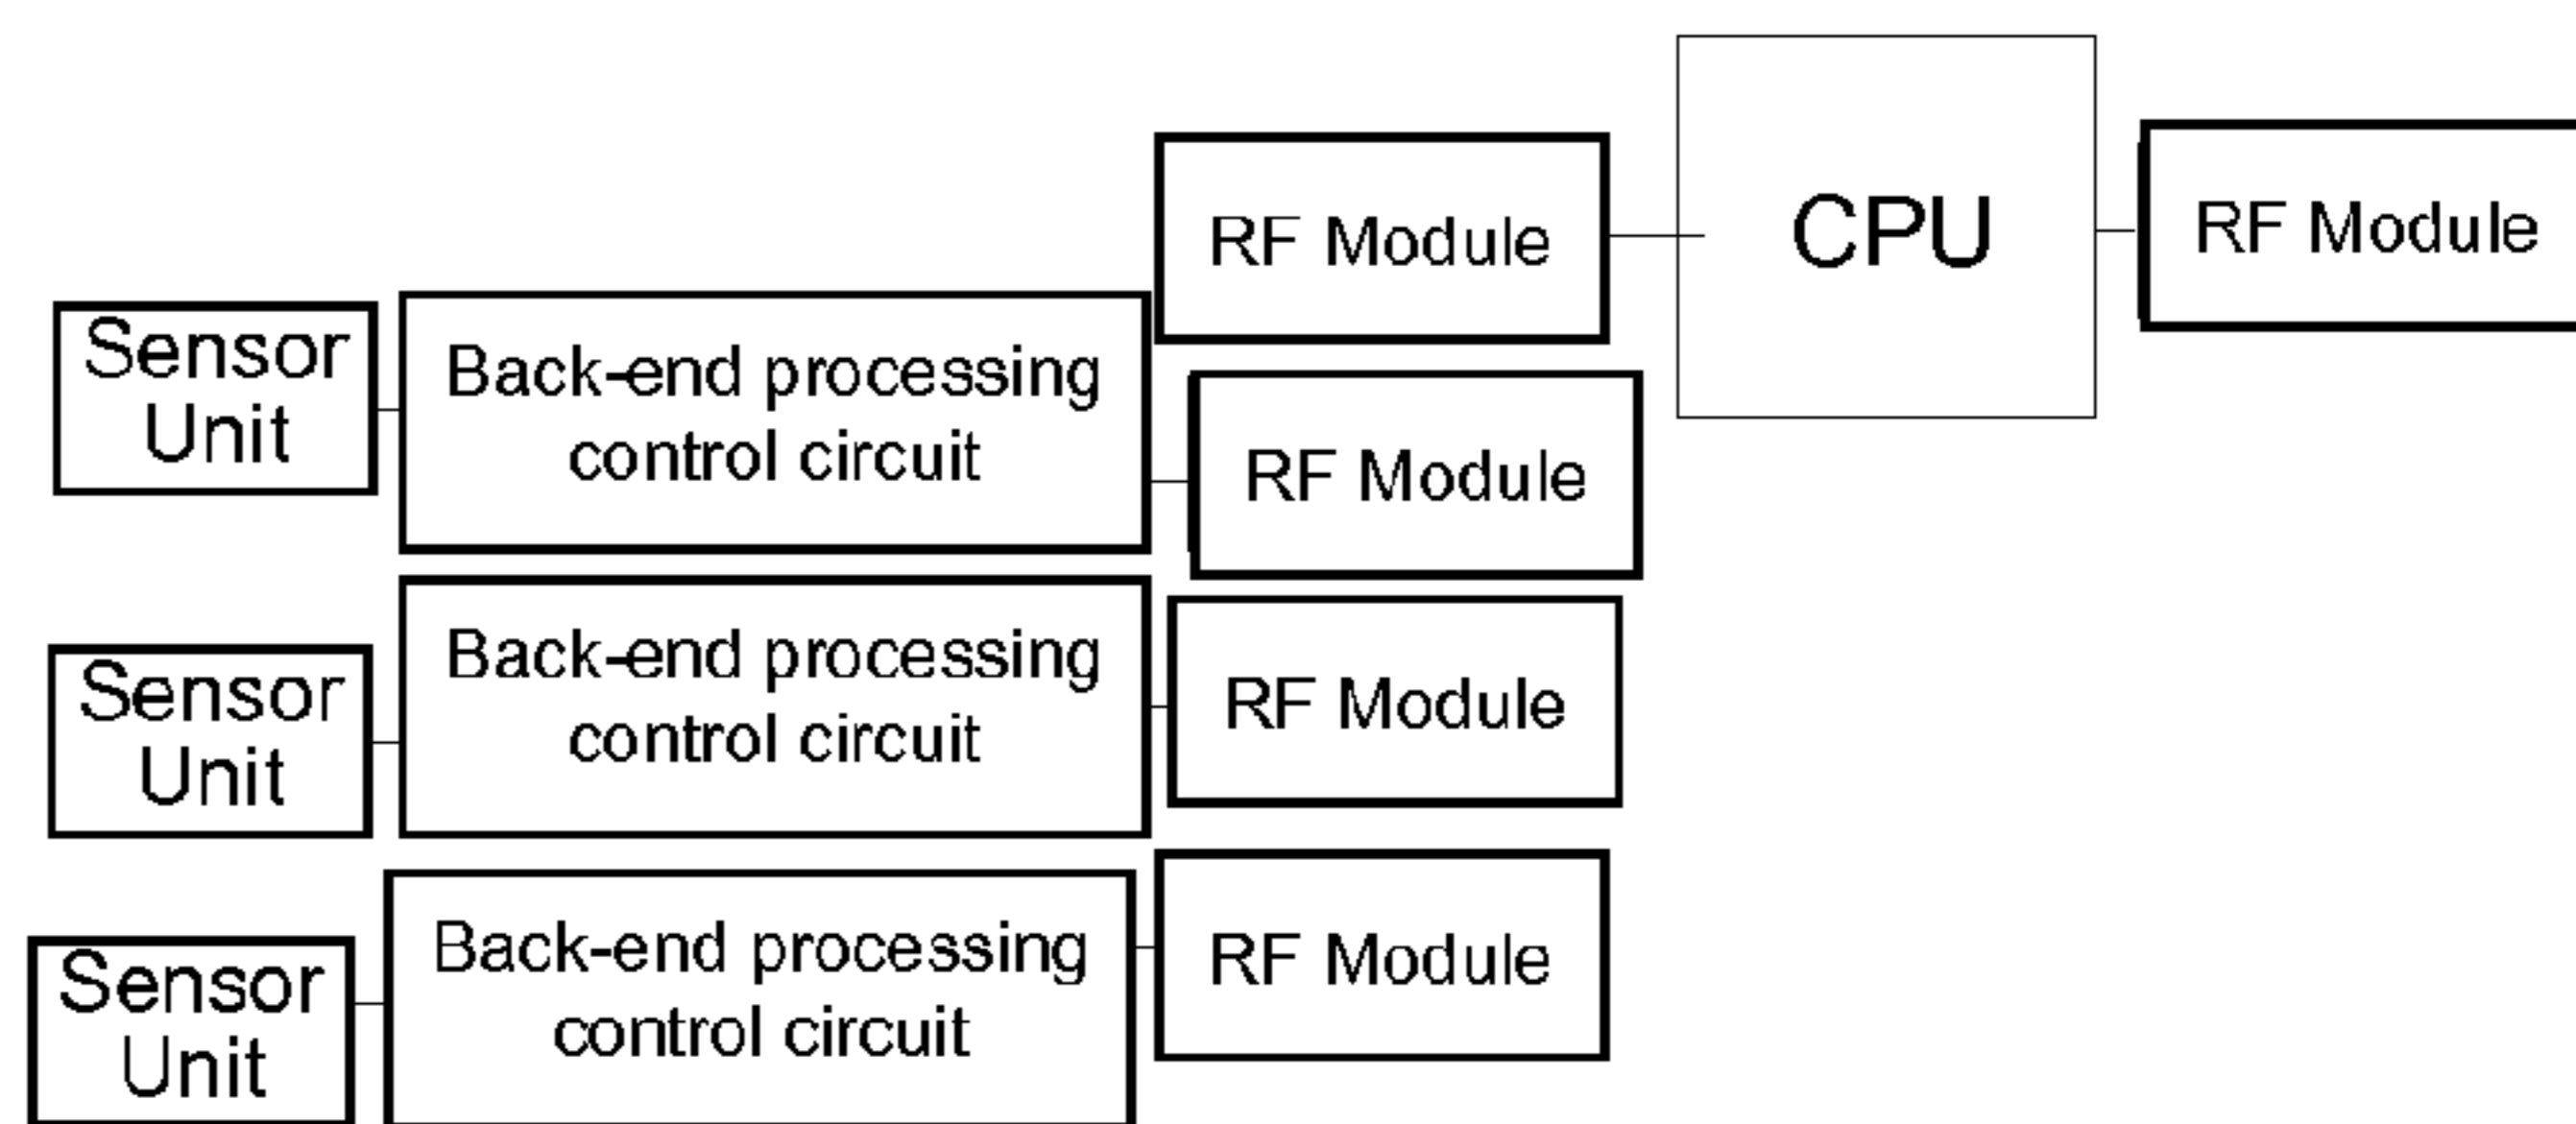 RF Module
CPU
RF Module
Sensor
Unit
Back-end processing
control circuit
RF Module
Sensor
Unit
Back-end processing
control circuit
RF Module
Sensor
Unit
Back-end processing
control circuit
RF Module